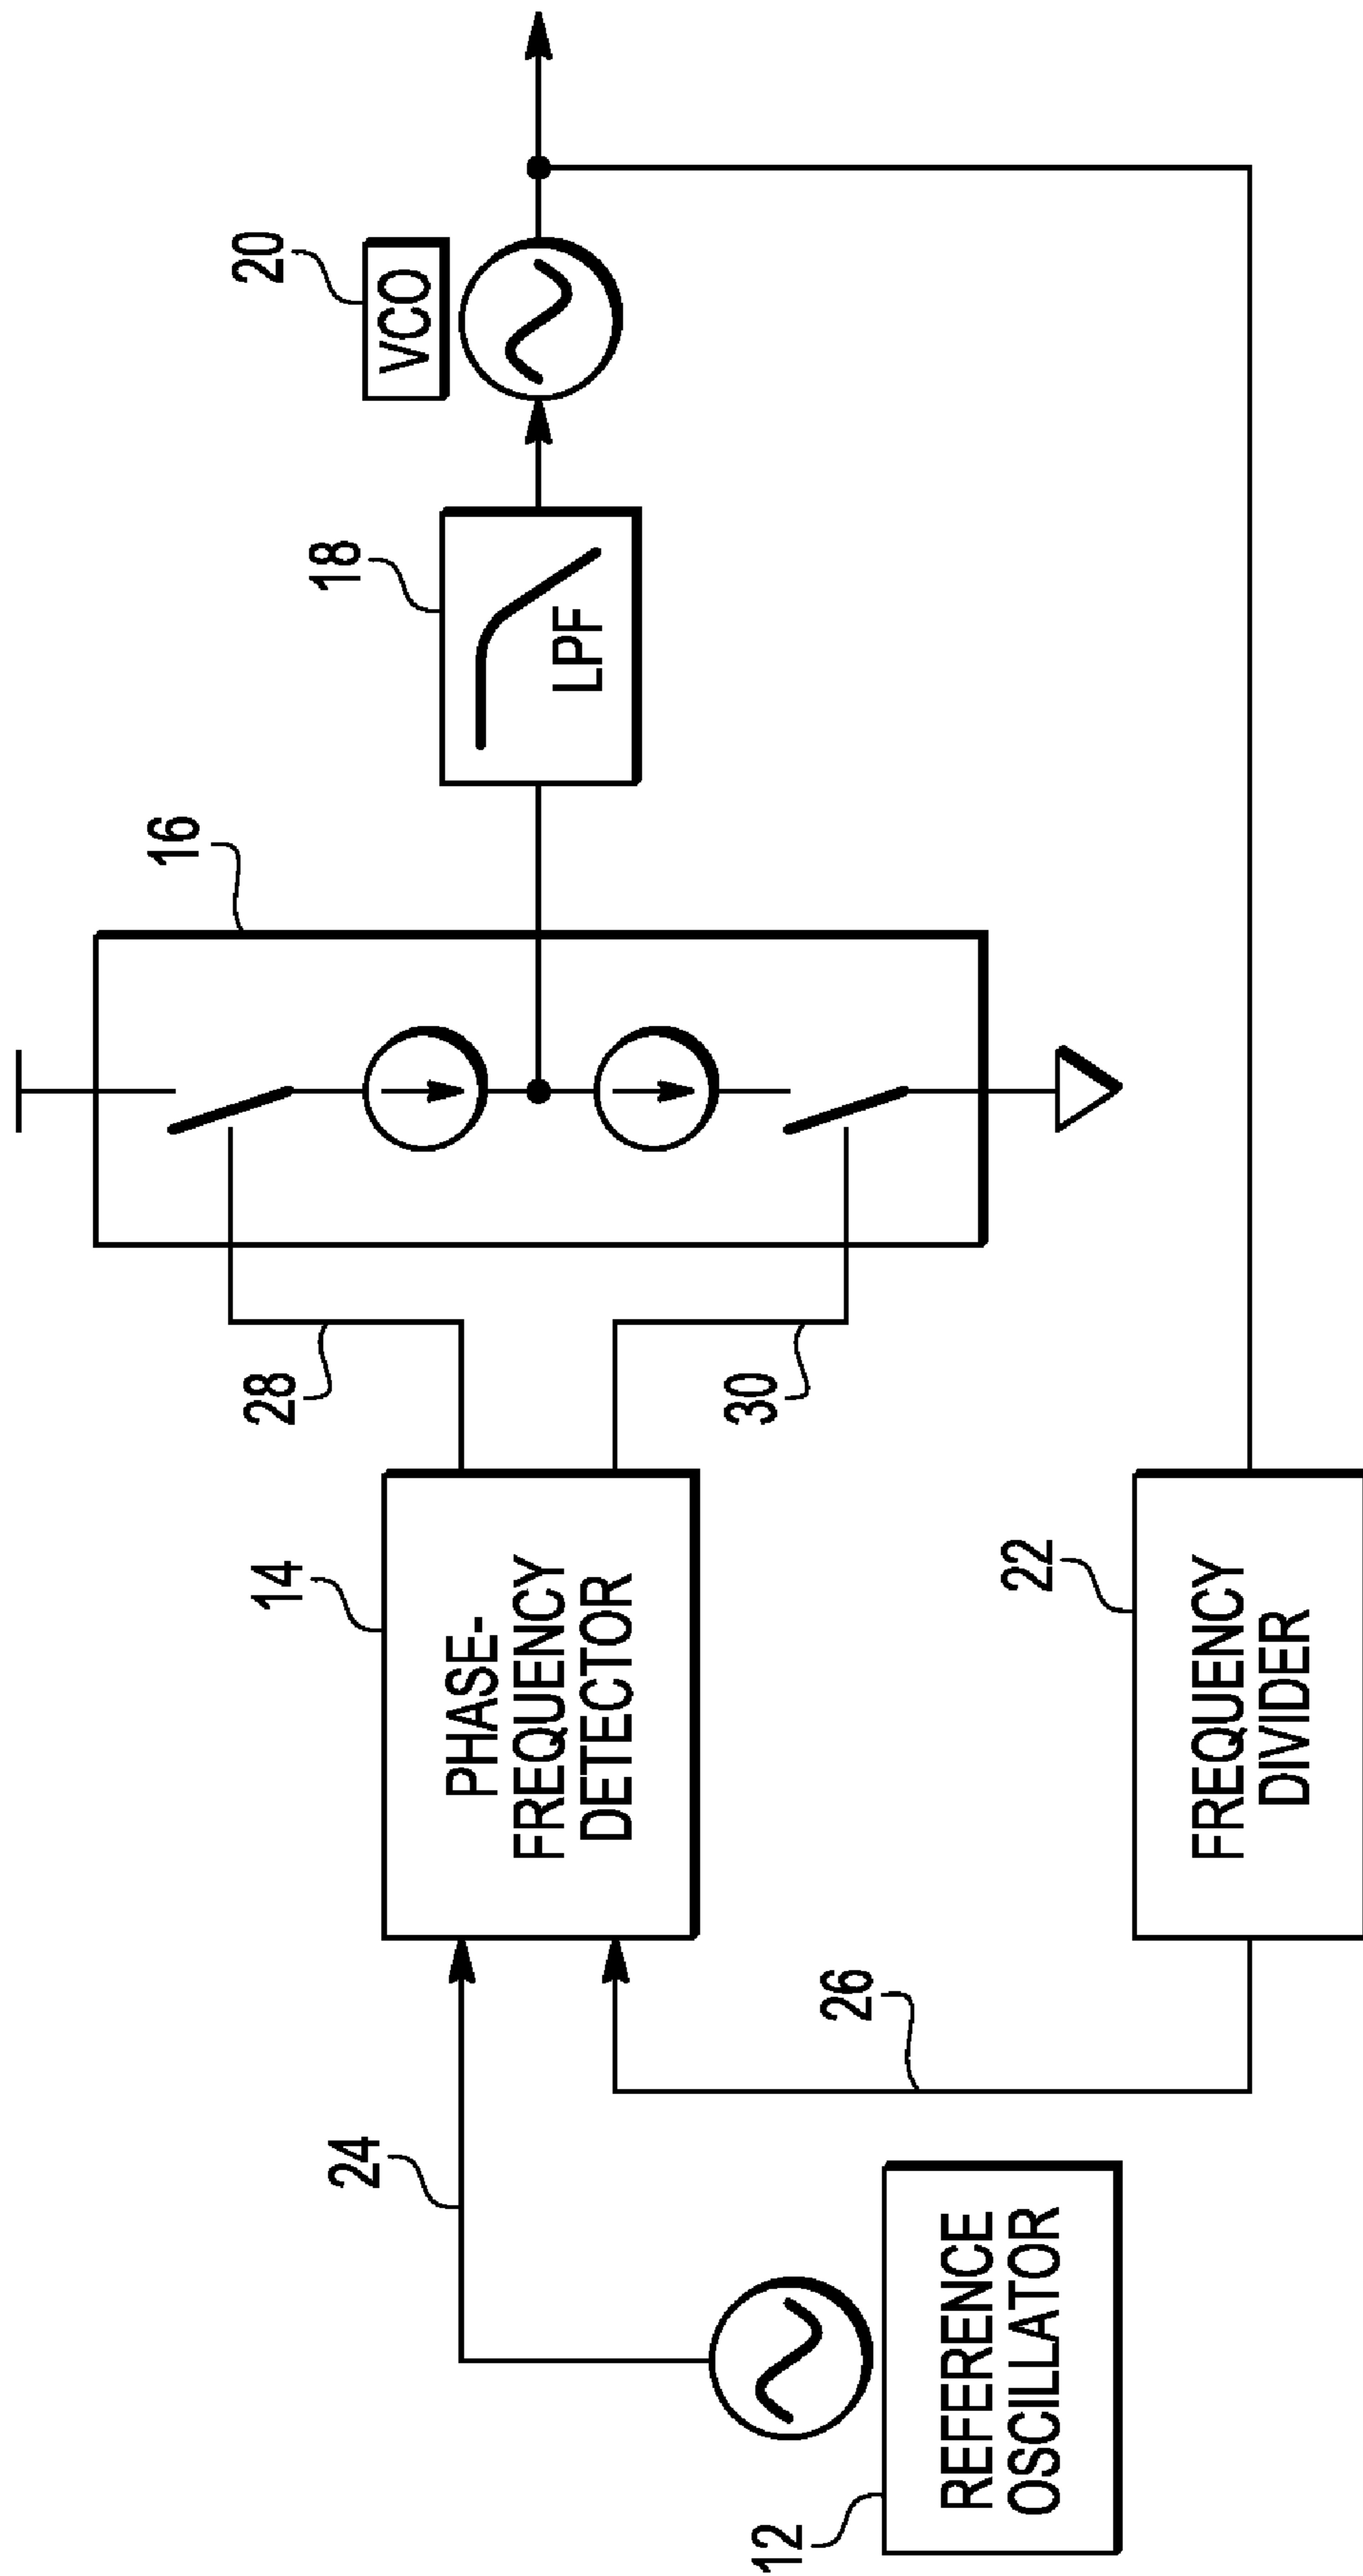 20
VCO
18
LPF
16
28
30
14
PHASE-
FREQUENCY
DETECTOR
22
FREQUENCY
DIVIDER
24
26
12
REFERENCE
OSCILLATOR